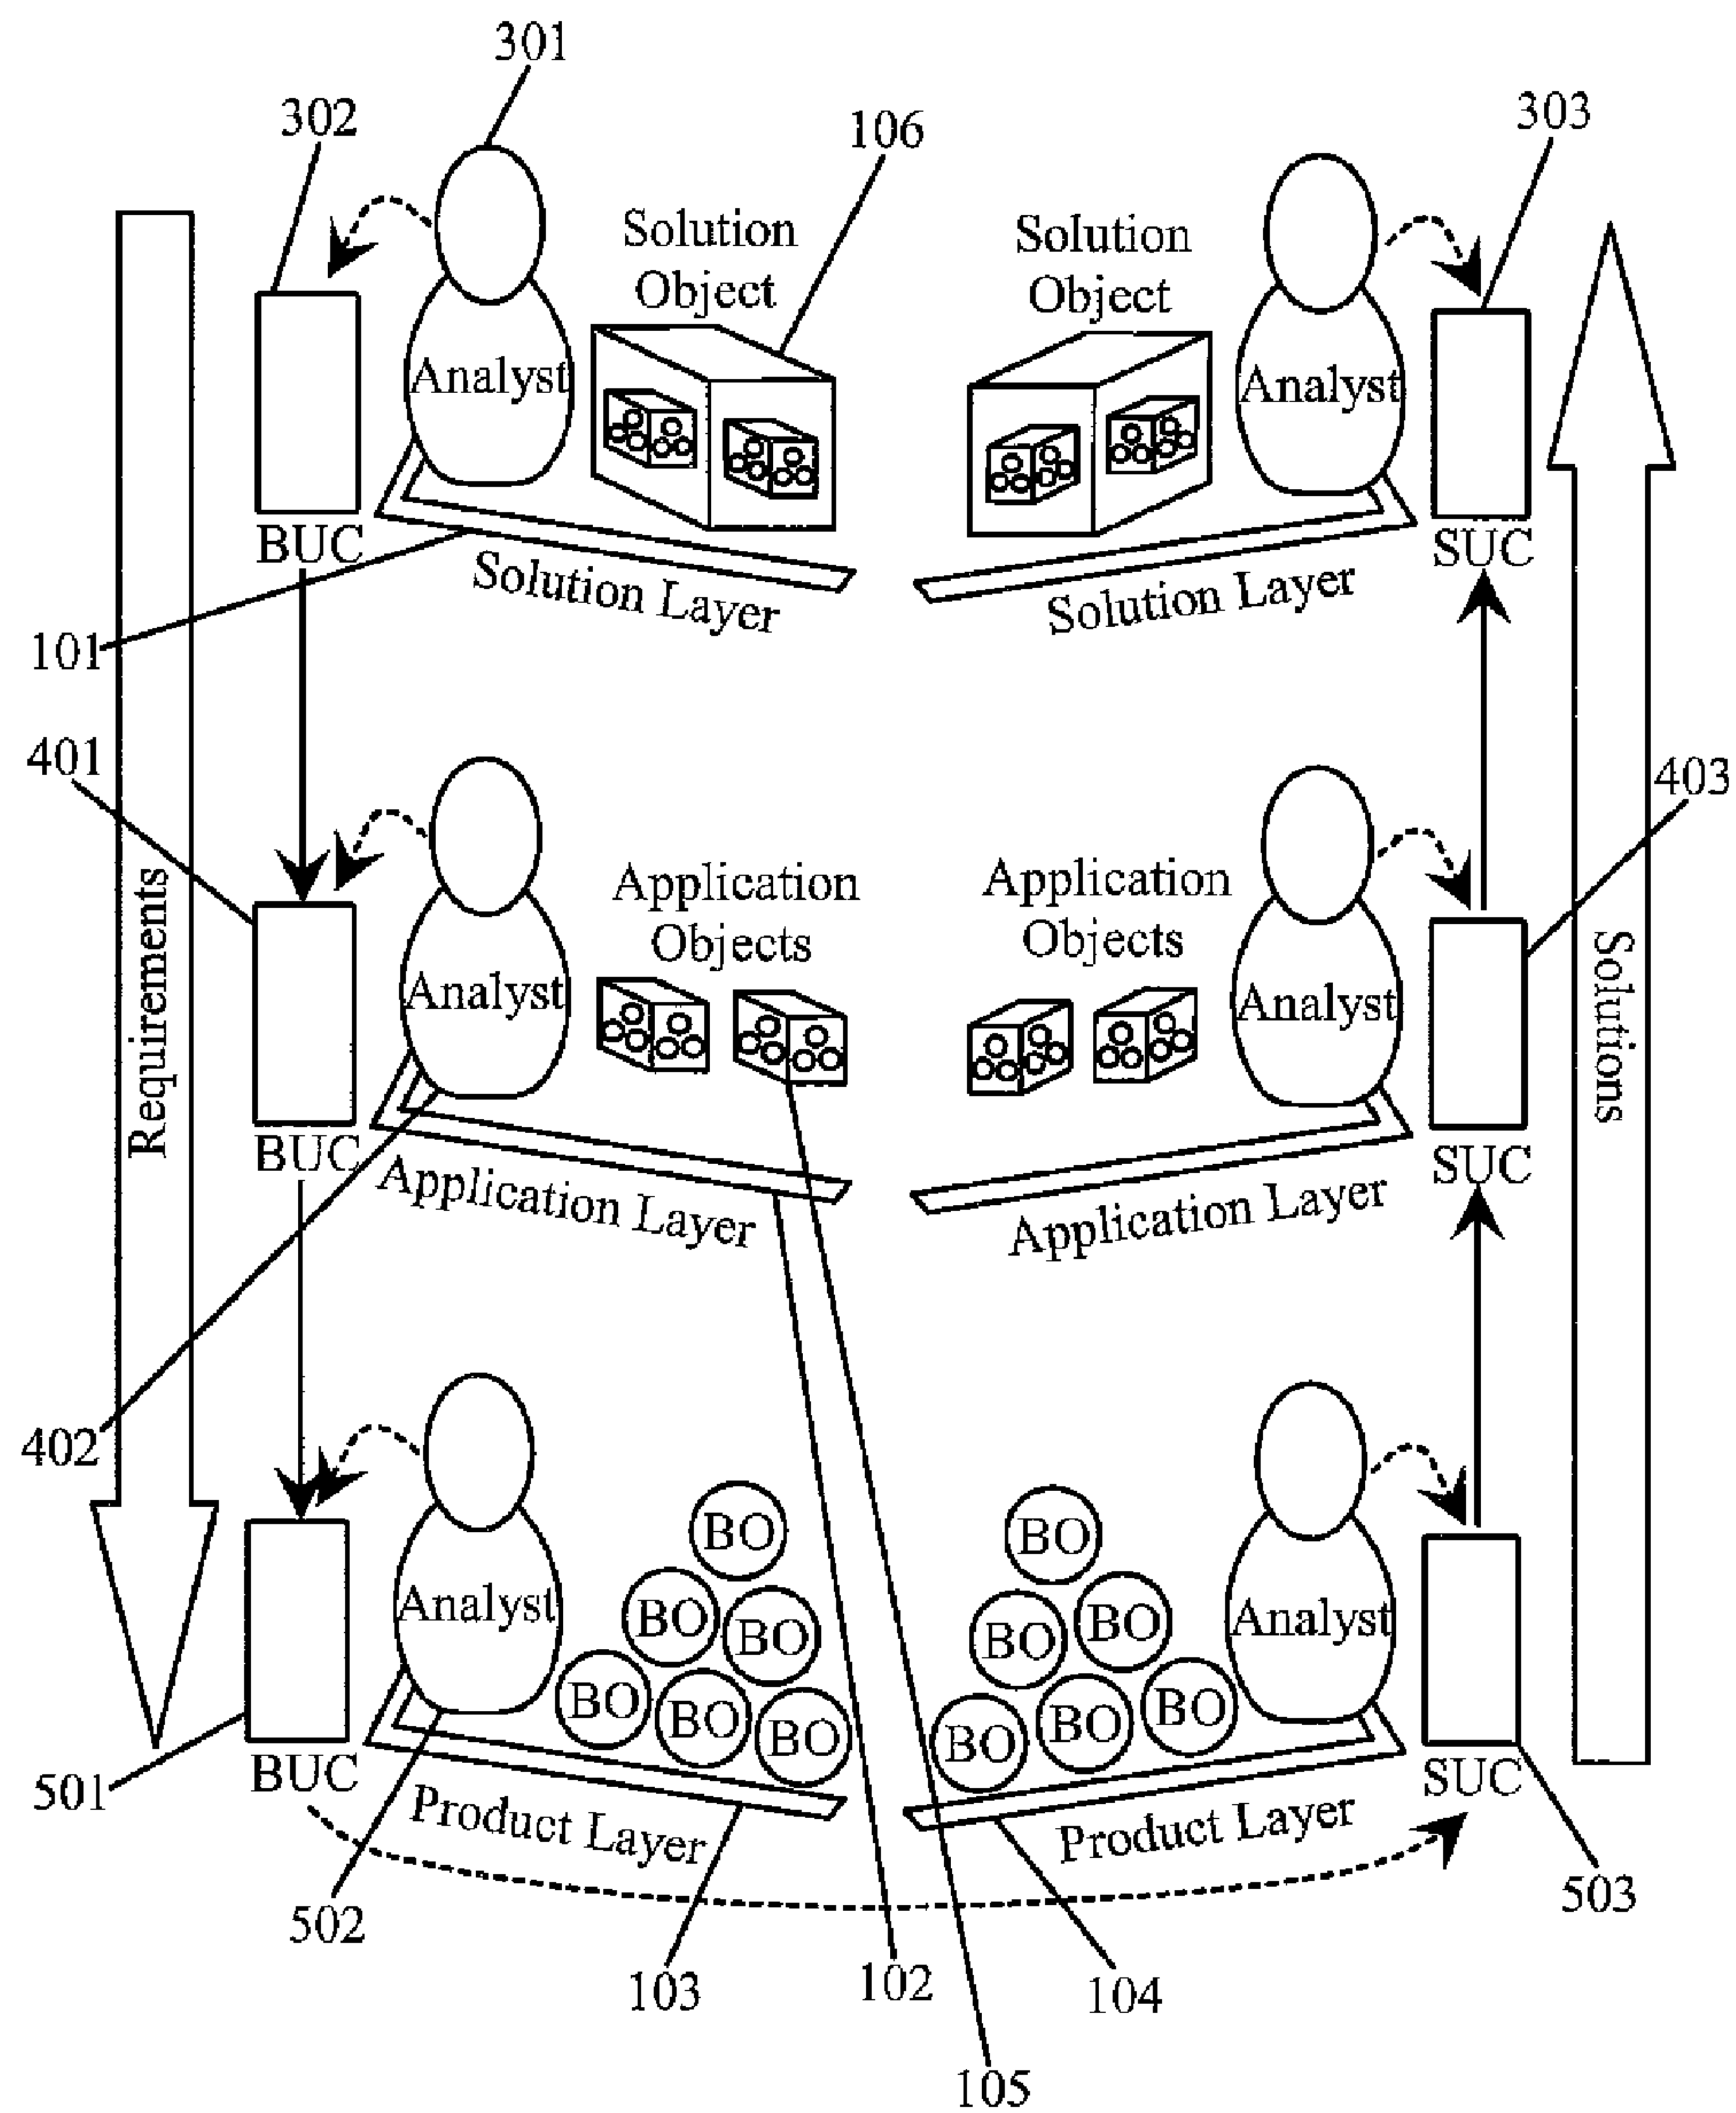 301
302
106
303
Solution
Object
Solution
Object
Analyst
Analyst
BUC
SUC
Solution Layer
Solution Layer
101
401
403
Application
Objects
Application
Objects
Requirements
Analyst
Analyst
Solutions
BUC
SUC
Application Layer
Application Layer
402
BO
BO
BO
BO
BO
BO
Analyst
Analyst
BO
BO
BO
BO
BO
BO
501
BUC
SUC
Product Layer
Product Layer
502
503
103
102
104
105